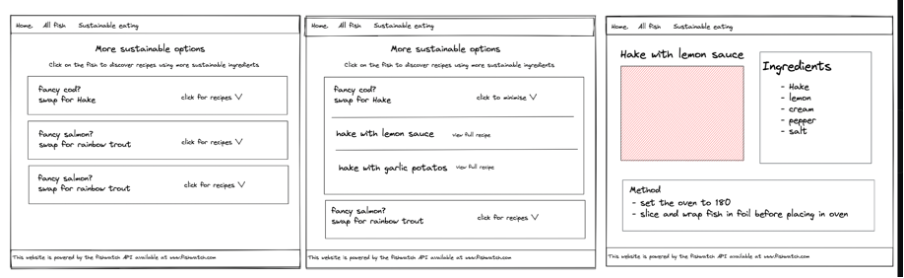 Home. All fish Sustainable eating
More sustainable options
Click on the fish to discover recipes using more sustainable ingredients
fancy cod?
swap for Hake
click for recipes
fancy salmon?
swap for rainbow trout
click for recipes
fancy salmon?
swap for rainbow trout
click for recipes
This website is powered by the fishwatch API available at www.fishwatch.com
Home. All fish Sustainable eating
More sustainable options
Click on the fish to discover recipes using more sustainable ingredients
fancy cod?
swap for Hake
click to minimise
hake with lemon sauce view full recipe
hake with garlic potatos view full recipe
fancy salmon?
swap for rainbow trout
click for recipes
This website is powered by the fishwatch API available at www.fishwatch.com
Home. All fish Sustainable eating
Hake with lemon sauce
Ingredients
- Hake
- lemon
- cream
- pepper
- salt
Method
- set the oven to 180
- slice and wrap fish in foil before placing in oven
This website is powered by the fishwatch API available at www.fishwatch.com